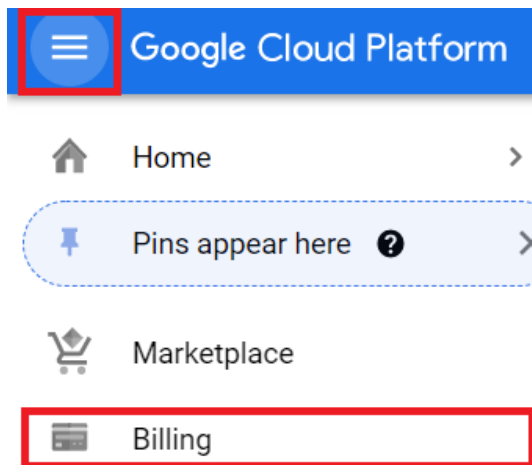 Google Cloud Platform
Home
Pins appear here ?
Marketplace
Billing